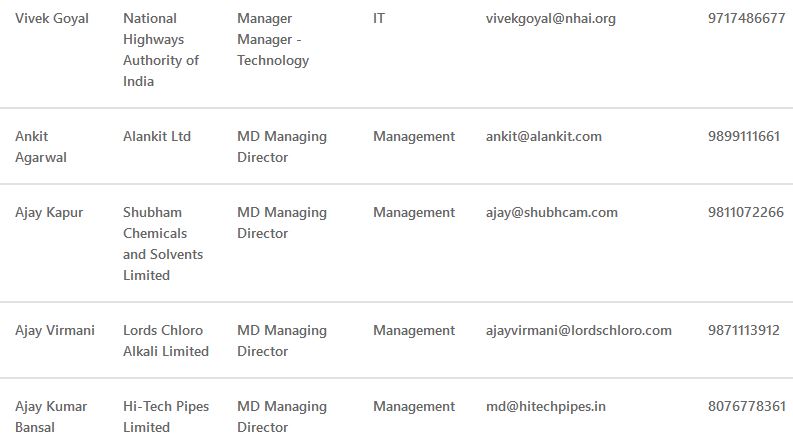 Vivek Goyal National Manager IT vivekgoyal@nhai.org 9717486677
Highways Manager -
Authority of Technology
India
Ankit Alankit Ltd MD Managing Management ankit@alankit.com 9899111661
Agarwal Director
Ajay Kapur Shubham MD Managing Management ajay@shubhcam.com 9811072266
Chemicals Director
and Solvents
Limited
Ajay Virmani Lords Chloro MD Managing Management ajayvirmani@lordschloro.com 9871113912
Alkali Limited Director
Ajay Kumar Hi-Tech Pipes MD Managing Management md@hitechpipes.in 8076778361
Bansal Limited Director